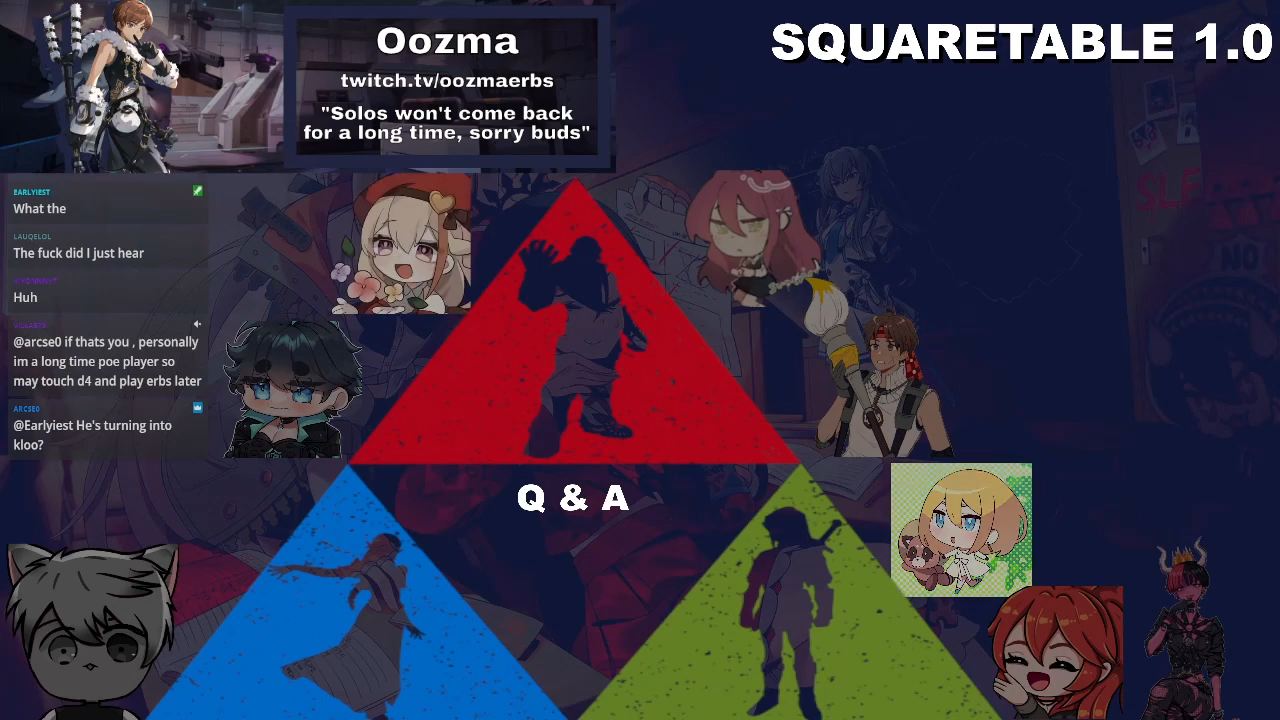 Oozma
twitch.tv/oozmaerbs
"Solos won't come back
for a long time, sorry buds"
SQUARETABLE 1.0
EARLYIEST
What the
LAUQELOL
The fuck did I just hear
Huh
@arcse0 if thats you , personally
im a long time poe player so
may touch d4 and play erbs later
ARCSE0
@Earlyiest He's turning into
kloo?
Q & A
SLE
NO